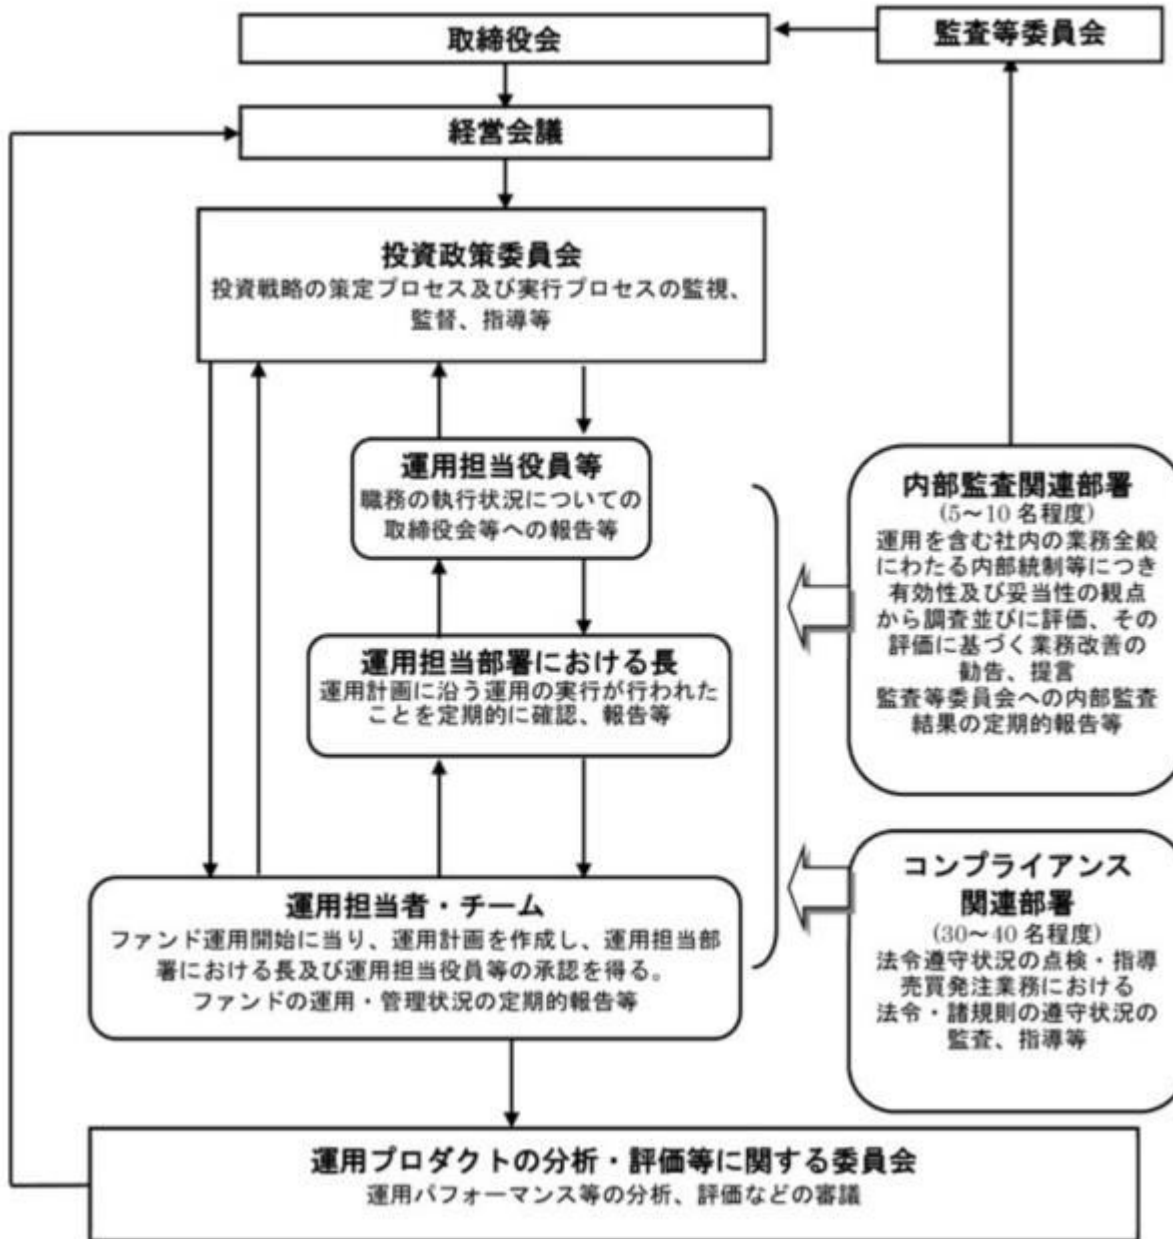 取締役会
監査等委員会
経営会議
投資政策委員会
投資戦略の策定プロセス及び実行プロセスの監視、
監督、指導等
運用担当役員等
職務の執行状況についての
取締役会等への報告等
運用担当部署における長
運用計画に沿う運用の実行が行われた
ことを定期的に確認、報告等
運用担当者・チーム
ファンド運用開始に当り、運用計画を作成し、運用担当部
署における長及び運用担当役員等の承認を得る。
ファンドの運用・管理状況の定期的報告等
内部監査関連部署
(5～10 名程度)
運用を含む社内の業務全般
にわたる内部統制等につき
有効性及び妥当性の観点
から調査並びに評価、その
評価に基づく業務改善の
勧告、提言
監査等委員会への内部監査
結果の定期的報告等
コンプライアンス
関連部署
(30～40 名程度)
法令遵守状況の点検・指導
売買発注業務における
法令・諸規則の遵守状況の
監査、指導等
運用プロダクトの分析・評価等に関する委員会
運用パフォーマンス等の分析、評価などの審議